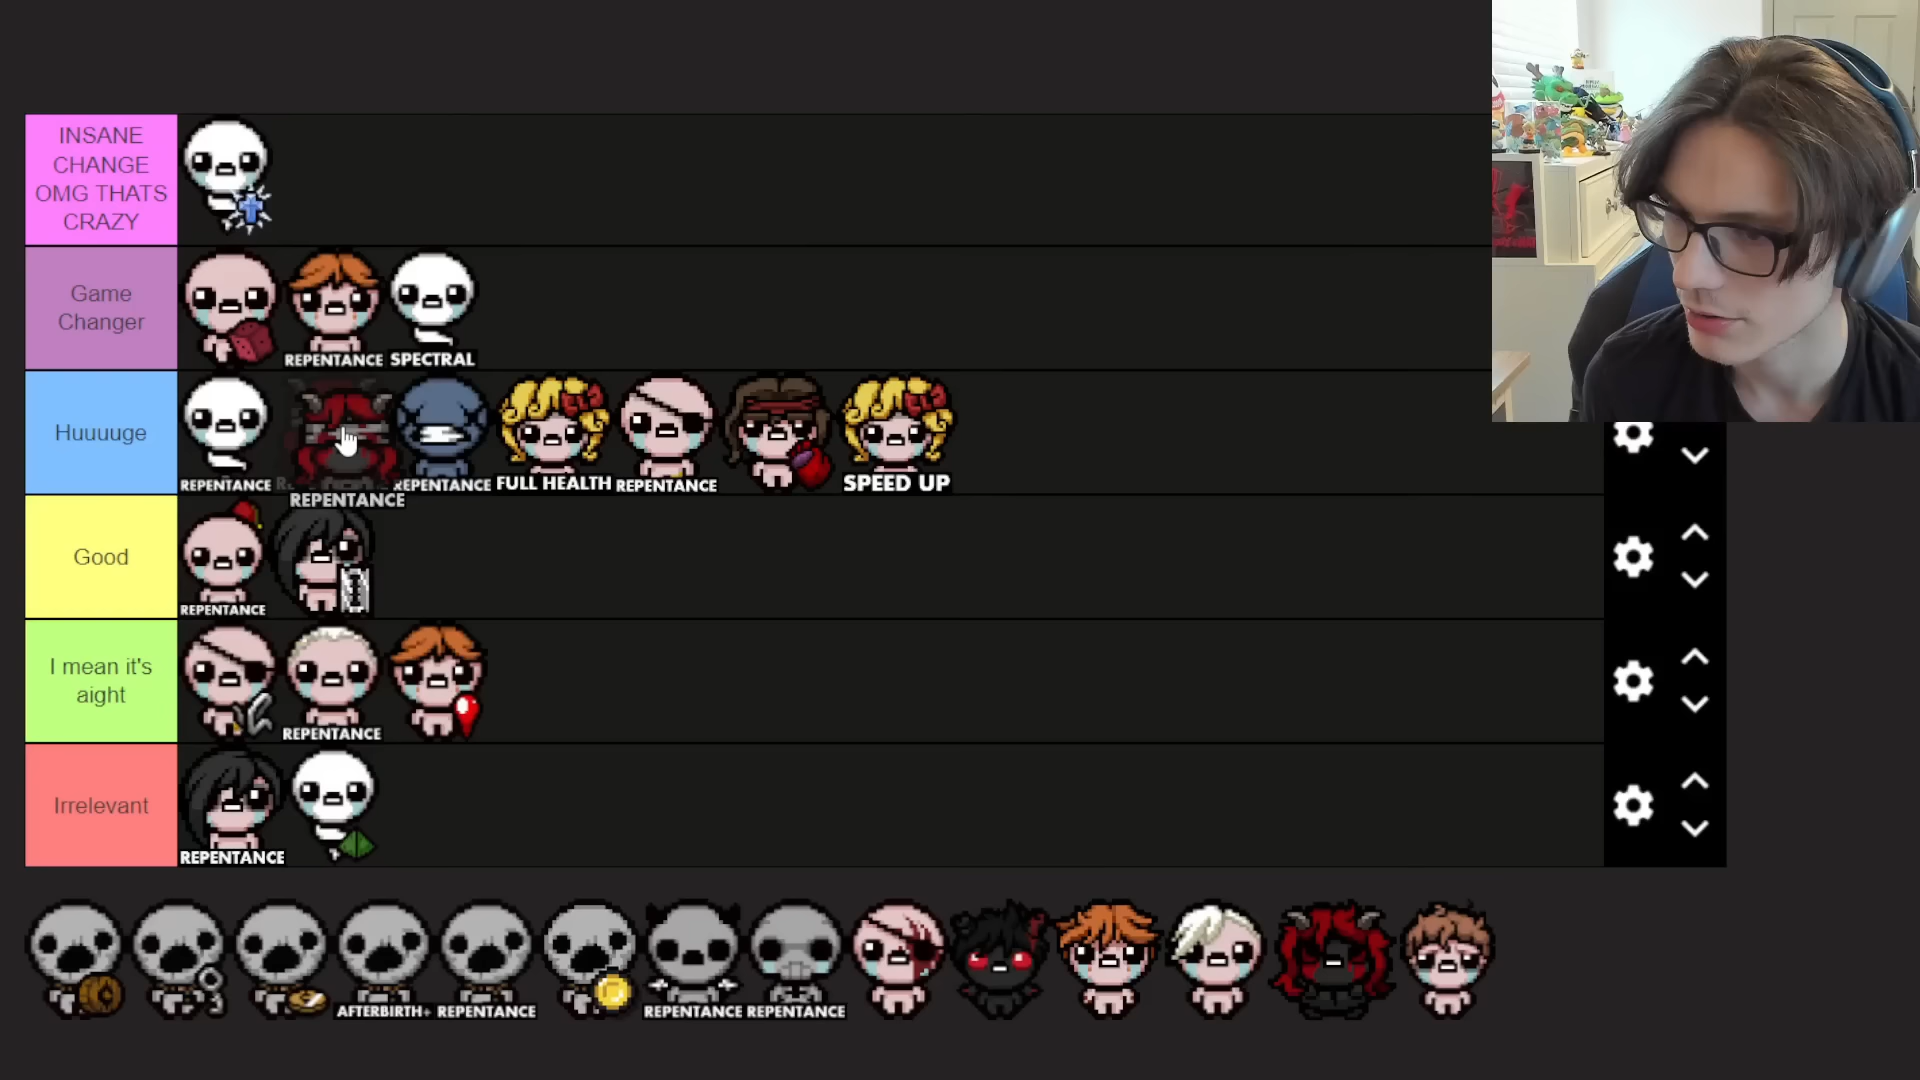 INSANE
CHANGE
OMG THATS
CRAZY
Game
Changer
REPENTANCE SPECTRAL
Huuuuge
REPENTANCE REPENTANCE FULL HEALTH REPENTANCE SPEED UP
REPENTANCE
Good
REPENTANCE
I mean it's
aight
REPENTANCE
Irrelevant
REPENTANCE
AFTERBIRTH+ REPENTANCE REPENTANCE REPENTANCE